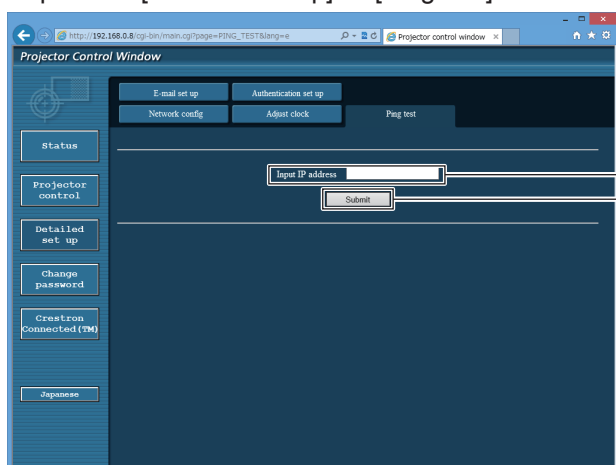 http://192.168.0.8/cgi-bin/main.cgi?page=PING_TEST&lang=e
Projector control window
Projector Control Window
E-mail set up
Authentication set up
Network config
Adjust clock
Ping test
Status
Input IP address
Submit
Projector
control
Detailed
set up
Change
password
Crestron
Connected(TM)
Japanese